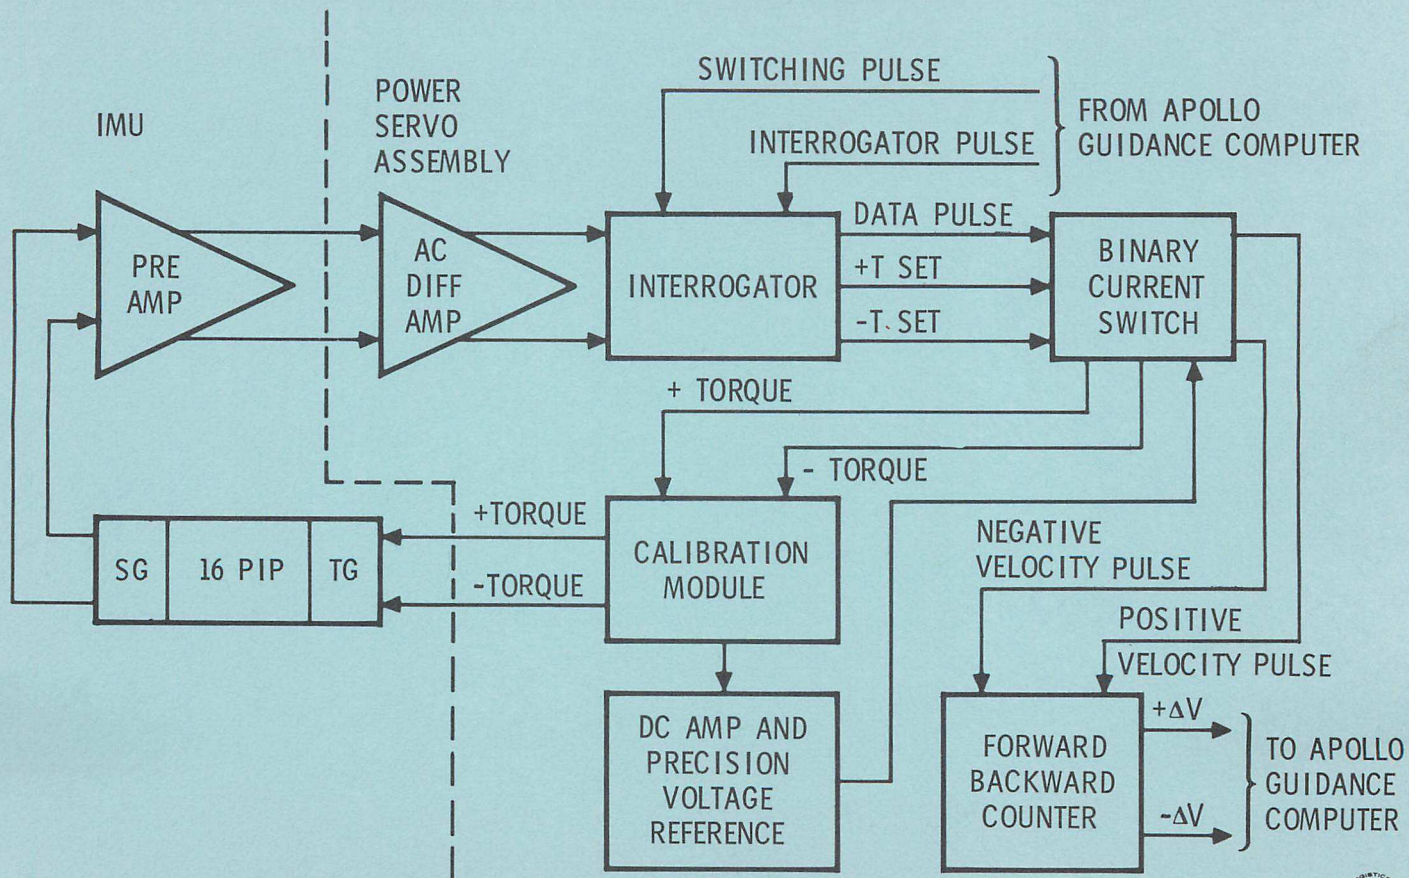 IMU
POWER
SERVO
ASSEMBLY
SWITCHING PULSE
INTERROGATOR PULSE
FROM APOLLO
GUIDANCE COMPUTER
PRE
AMP
AC
DIFF
AMP
INTERROGATOR
DATA PULSE
+T SET
-T SET
BINARY
CURRENT
SWITCH
+ TORQUE
- TORQUE
SG
16 PIP
TG
+TORQUE
-TORQUE
CALIBRATION
MODULE
NEGATIVE
VELOCITY PULSE
POSITIVE
VELOCITY PULSE
DC AMP AND
PRECISION
VOLTAGE
REFERENCE
FORWARD
BACKWARD
COUNTER
+ΔV
-ΔV
TO APOLLO
GUIDANCE
COMPUTER